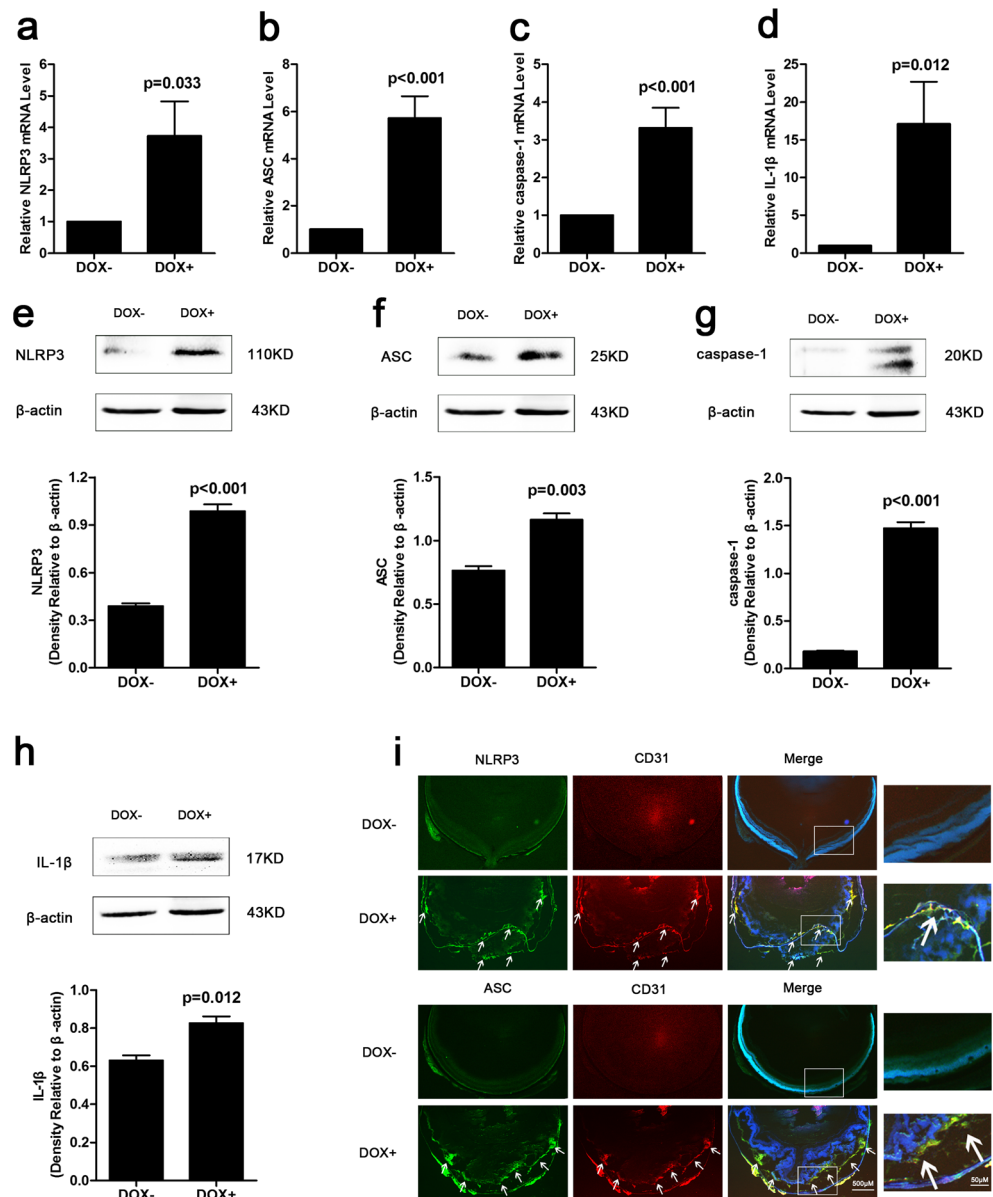 a
Relative NLRP3 mRNA Level
8
6
4
2
0
p=0.033
DOX-
DOX+
b
Relative ASC mRNA Level
8
6
4
2
0
p<0.001
DOX-
DOX+
c
Relative caspase-1 mRNA Level
5
4
3
2
1
0
p<0.001
DOX-
DOX+
d
Relative IL-1β mRNA Level
25
20
15
10
5
0
p=0.012
DOX-
DOX+
e
DOX- DOX+
NLRP3 110KD
β-actin 43KD
NLRP3
(Density Relative to β -actin)
1.2
0.9
0.6
0.3
0.0
p<0.001
DOX-
DOX+
f
DOX- DOX+
ASC 25KD
β-actin 43KD
ASC
(Density Relative to β -actin)
1.5
1.0
0.5
0.0
p=0.003
DOX-
DOX+
g
DOX- DOX+
caspase-1 20KD
β-actin 43KD
caspase-1
(Density Relative to β -actin)
2.0
1.5
1.0
0.5
0.0
p<0.001
DOX-
DOX+
h
DOX- DOX+
IL-1β 17KD
β-actin 43KD
IL-1β
(Density Relative to β -actin)
1.0
0.8
0.6
0.4
0.2
0.0
p=0.012
DOX-
DOX+
i
NLRP3 CD31 Merge
DOX-
DOX+
ASC CD31 Merge
DOX-
DOX+
500μM
50μM